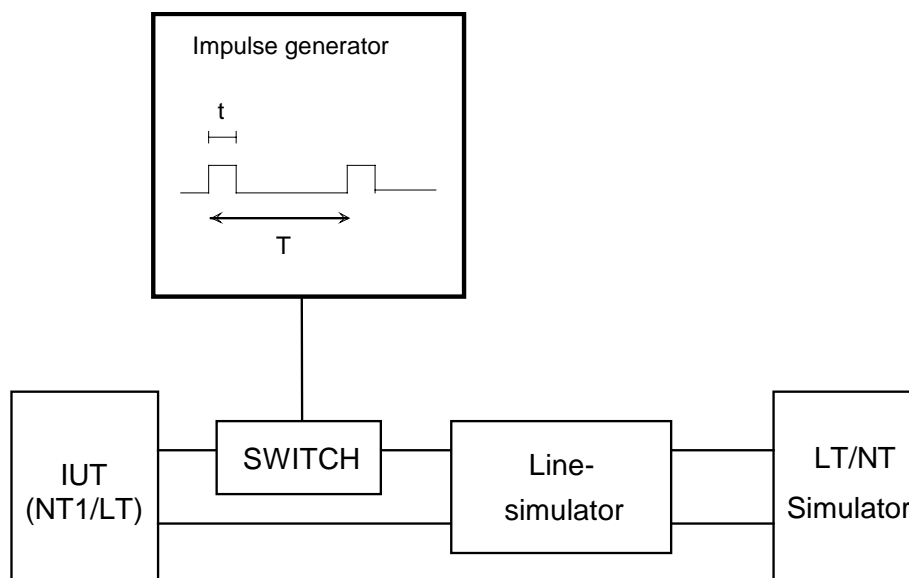 Impulse generator
t
T
IUT
(NT1/LT)
SWITCH
Line-
simulator
LT/NT
Simulator